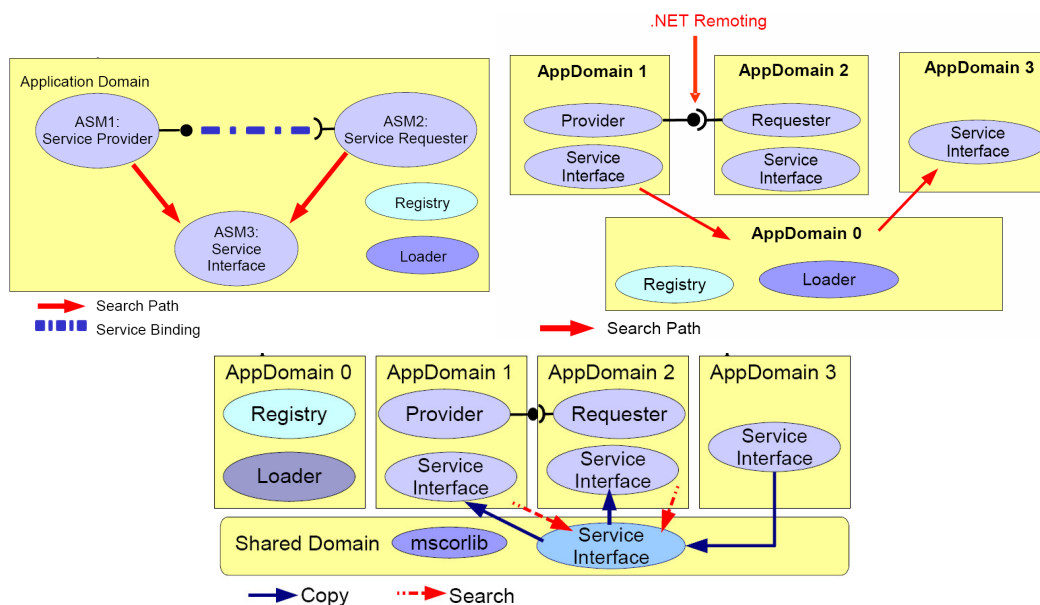 Application Domain
ASM1:
Service Provider
ASM2:
Service Requester
Registry
ASM3:
Service
Interface
Loader
Search Path
Service Binding
.NET Remoting
AppDomain 1
AppDomain 2
AppDomain 3
Provider
Requester
Service
Interface
Service
Interface
Service
Interface
AppDomain 0
Registry
Loader
Search Path
AppDomain 0
AppDomain 1
AppDomain 2
AppDomain 3
Registry
Provider
Requester
Loader
Service
Interface
Service
Interface
Service
Interface
Shared Domain
mscorlib
Service
Interface
Copy
Search